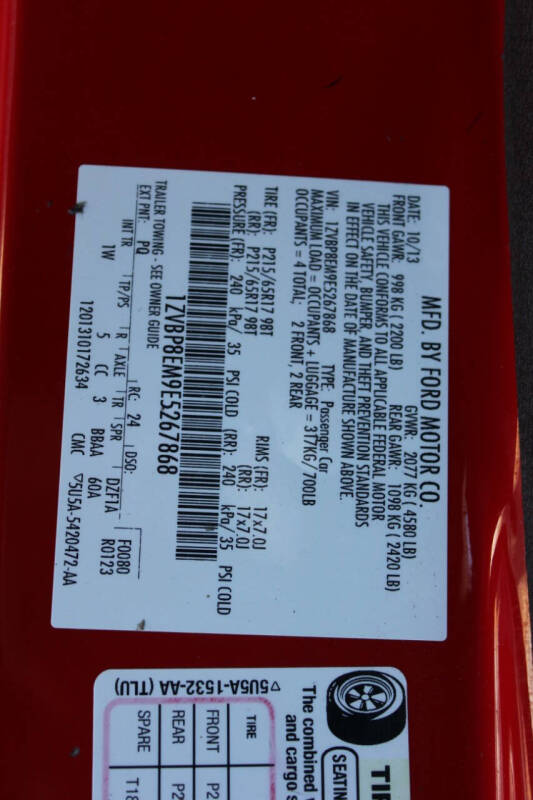 MFD. BY FORD MOTOR CO.
DATE: 10/13 GVWR: 2077 KG ( 4580 LB)
FRONT GAWR: 998 KG ( 2200 LB) REAR GAWR: 1098 KG ( 2420 LB)
THIS VEHICLE CONFORMS TO ALL APPLICABLE FEDERAL MOTOR
VEHICLE SAFETY, BUMPER, AND THEFT PREVENTION STANDARDS
IN EFFECT ON THE DATE OF MANUFACTURE SHOWN ABOVE.
VIN: 1ZVBP8EM9E5267868 TYPE: Passenger Car
MAXIMUM LOAD = OCCUPANTS + LUGGAGE = 317KG/700LB
OCCUPANTS = 4 TOTAL; 2 FRONT, 2 REAR
TIRE (FR): P215/65R17 98T RIMS (FR): 17x7.0J
(RR): P215/65R17 98T (RR): 17x7.0J
PRESSURE (FR): 240 kPa/ 35 PSI COLD (RR): 240 kPa/ 35 PSI COLD
1ZVBP8EM9E5267868
TRAILER TOWING - SEE OWNER GUIDE
EXT PNT: PQ RC: 24 DSO: F0080
R0123
INT TR TP/PS R AXLE TR SPR DZF1A
1W 5 CC 3 BBAA 60A
1201310172634 CMC ▽5U5A-5420472-AA
TIR
SEATIN
The combined
and cargo s
TIRE
FRONT P2
REAR P2
SPARE T18
▽5U5A-1532-AA (TLU)